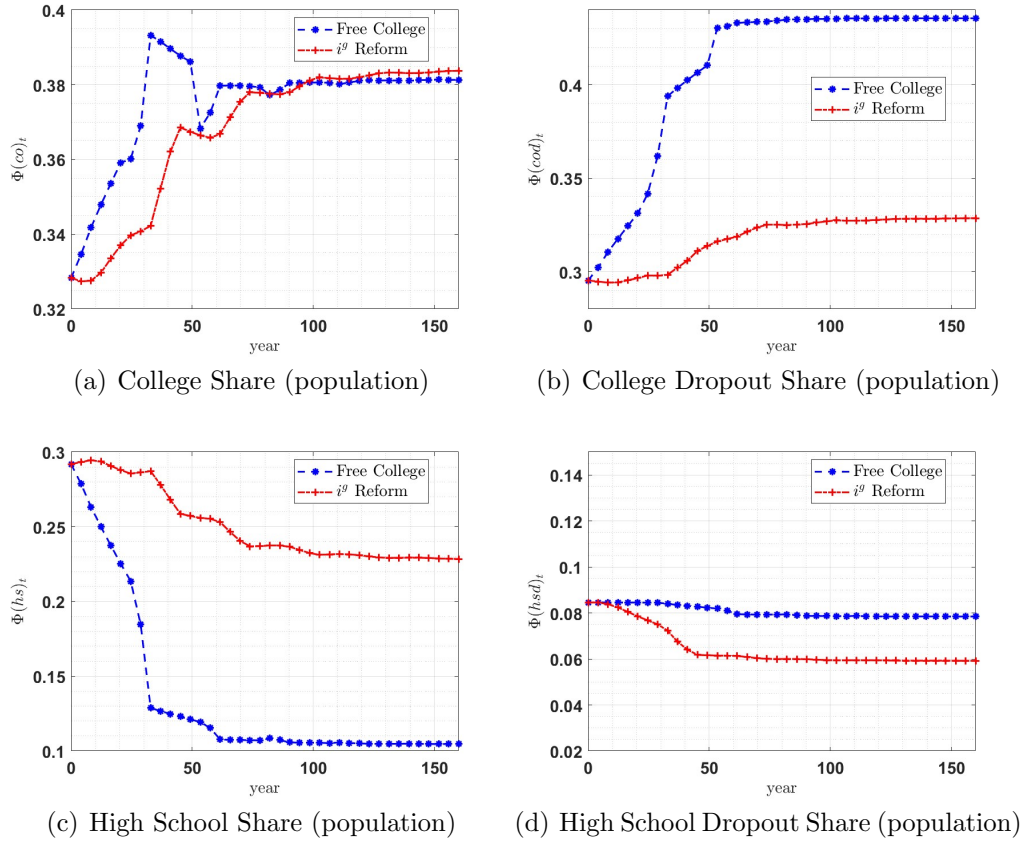 0.4
0.38
0.36
0.34
0.32
Φ(co)t
Free College
i^g Reform
0 50 100 150
year
(a) College Share (population)
0.4
0.35
0.3
Φ(cod)t
Free College
i^g Reform
0 50 100 150
year
(b) College Dropout Share (population)
0.3
0.25
0.2
0.15
0.1
Φ(hs)t
Free College
i^g Reform
0 50 100 150
year
(c) High School Share (population)
0.14
0.12
0.1
0.08
0.06
0.04
0.02
Φ(hsd)t
Free College
i^g Reform
0 50 100 150
year
(d) High School Dropout Share (population)